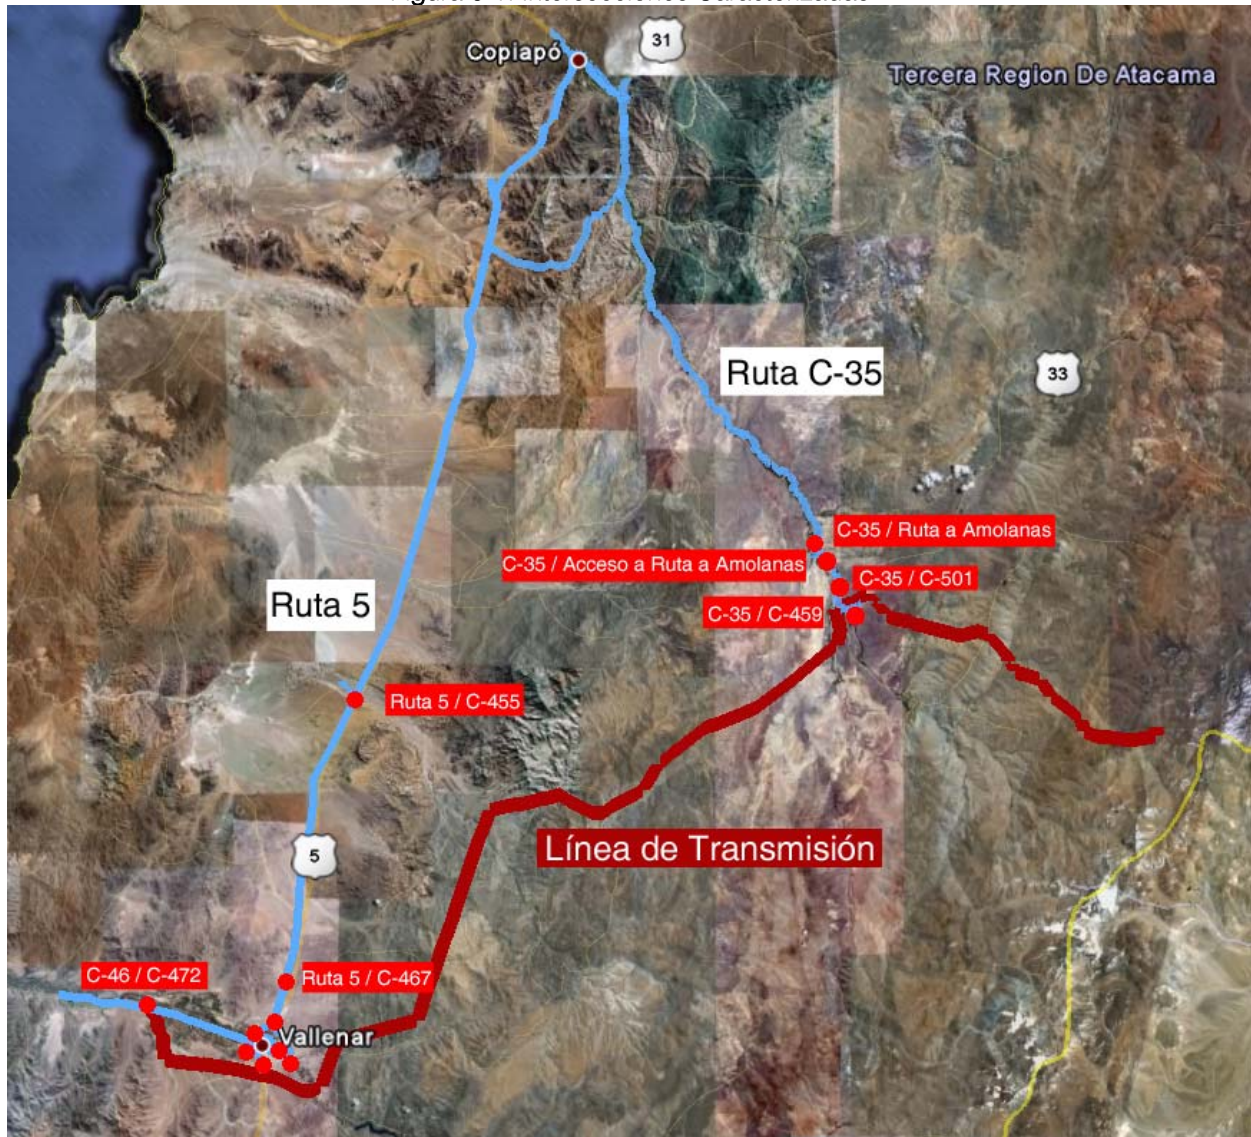 31
Copiapó
Tercera Region De Atacama
Ruta C-35
33
C-35 / Ruta a Amolanas
C-35 / Acceso a Ruta a Amolanas
C-35 / C-501
Ruta 5
C-35 / C-459
Ruta 5 / C-455
Línea de Transmisión
5
C-46 / C-472
Ruta 5 / C-467
Vallenar